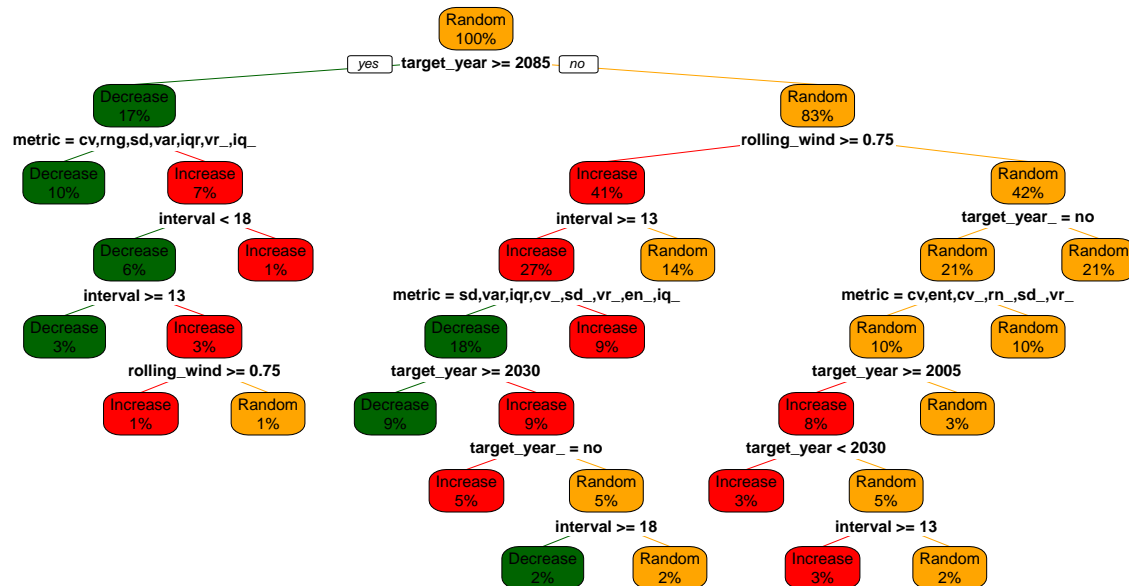 Random
100%
yes target_year >= 2085 no
Decrease Random
17% 83%
metric = cv,rng,sd,var,iqr,vr_,iq_ rolling_wind >= 0.75
Decrease Increase Increase Random
10% 7% 41% 42%
interval < 18 interval >= 13 target_year_ = no
Decrease Increase Increase Random Random Random
6% 1% 27% 14% 21% 21%
interval >= 13 metric = sd,var,iqr,cv_,sd_,vr_,en_,iq_ metric = cv,ent,cv_,rn_,sd_,vr_
Decrease Increase Decrease Increase Random Random
3% 3% 18% 9% 10% 10%
rolling_wind >= 0.75 target_year >= 2030 target_year >= 2005
Increase Random Decrease Increase Increase Random
1% 1% 9% 9% 8% 3%
target_year_ = no target_year < 2030
Increase Random Increase Random
5% 5% 3% 5%
interval >= 18 interval >= 13
Decrease Random Increase Random
2% 2% 3% 2%